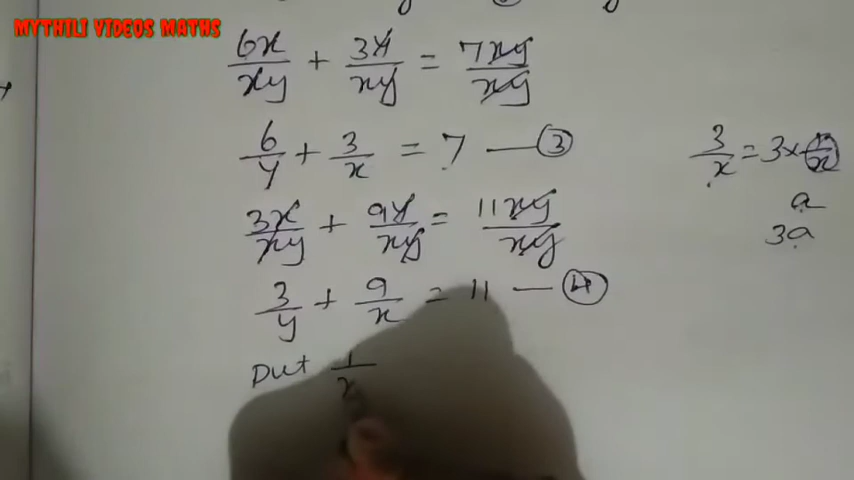 MYTHILI VIDEOS MATHS
6x/xy + 3y/xy = 7xy/xy
6/y + 3/x = 7 — ③
3/x = 3×1/x
a
3a
3x/xy + 9y/xy = 11xy/xy
3/y + 9/x = 11 — ④
Put 1/x